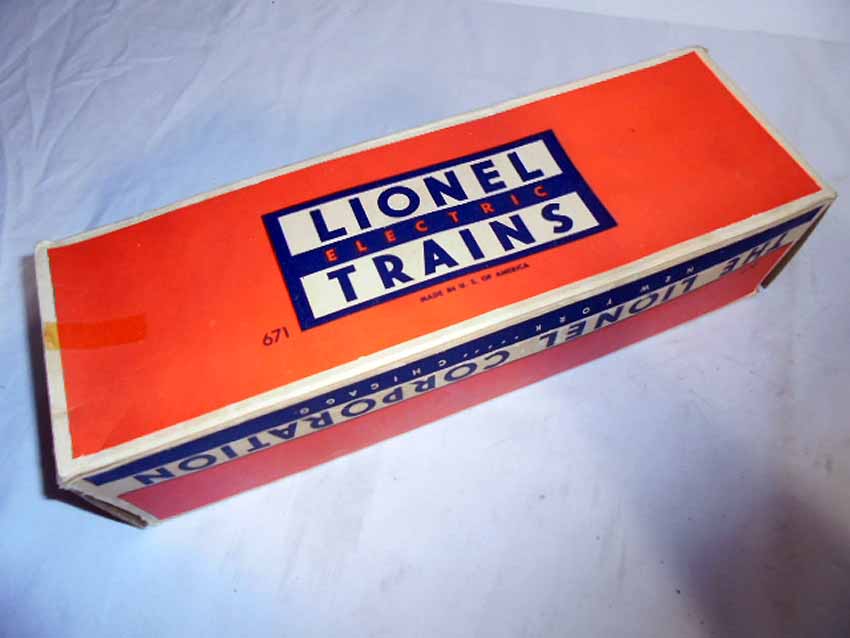 LIONEL
ELECTRIC
TRAINS
MADE IN U. S. OF AMERICA
671
THE LIONEL CORPORATION
NEW YORK ..... CHICAGO